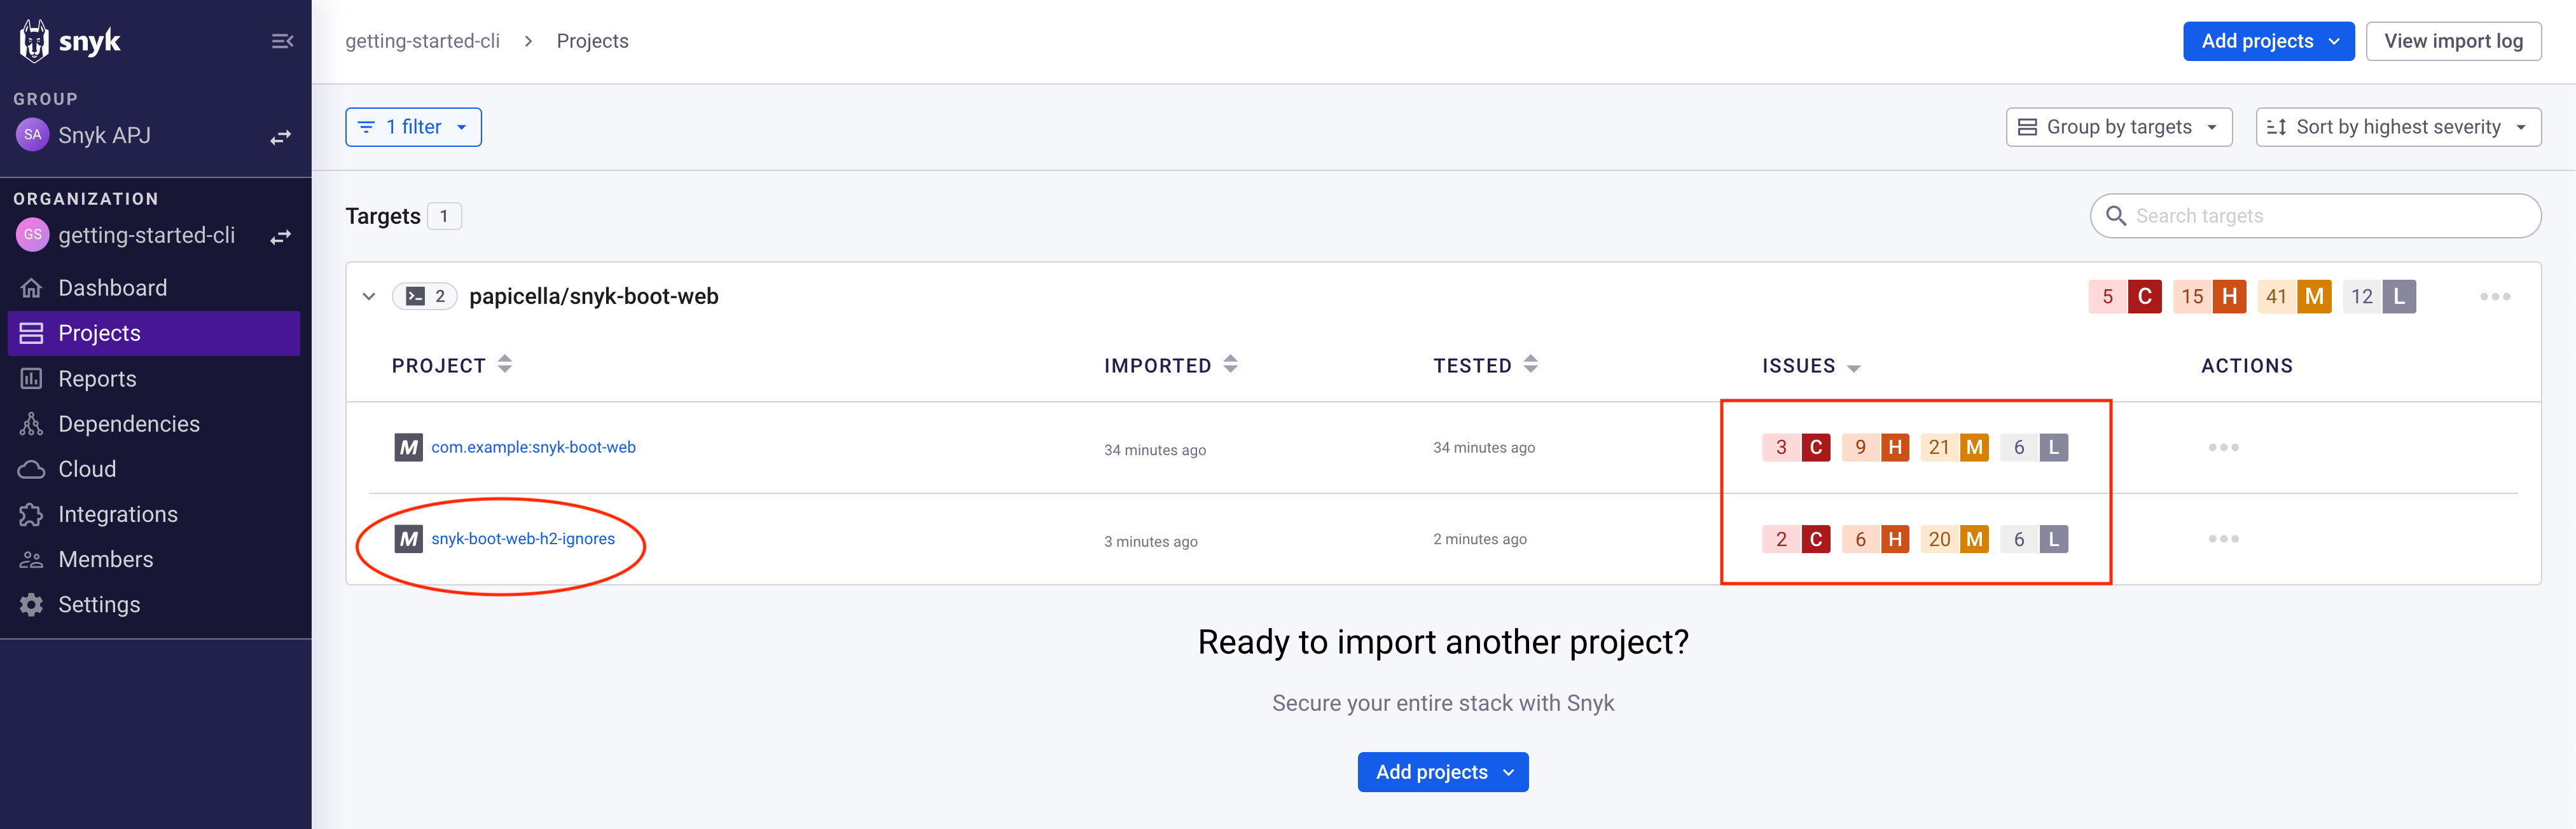 snyk
getting-started-cli > Projects
Add projects
View import log
GROUP
SA Snyk APJ
1 filter
Group by targets
Sort by highest severity
ORGANIZATION
GS getting-started-cli
Targets 1
Search targets
Dashboard
Projects
Reports
Dependencies
Cloud
Integrations
Members
Settings
2 papicella/snyk-boot-web
5 C 15 H 41 M 12 L
PROJECT IMPORTED TESTED ISSUES ACTIONS
M com.example:snyk-boot-web 34 minutes ago 34 minutes ago 3 C 9 H 21 M 6 L
M snyk-boot-web-h2-ignores 3 minutes ago 2 minutes ago 2 C 6 H 20 M 6 L
Ready to import another project?
Secure your entire stack with Snyk
Add projects